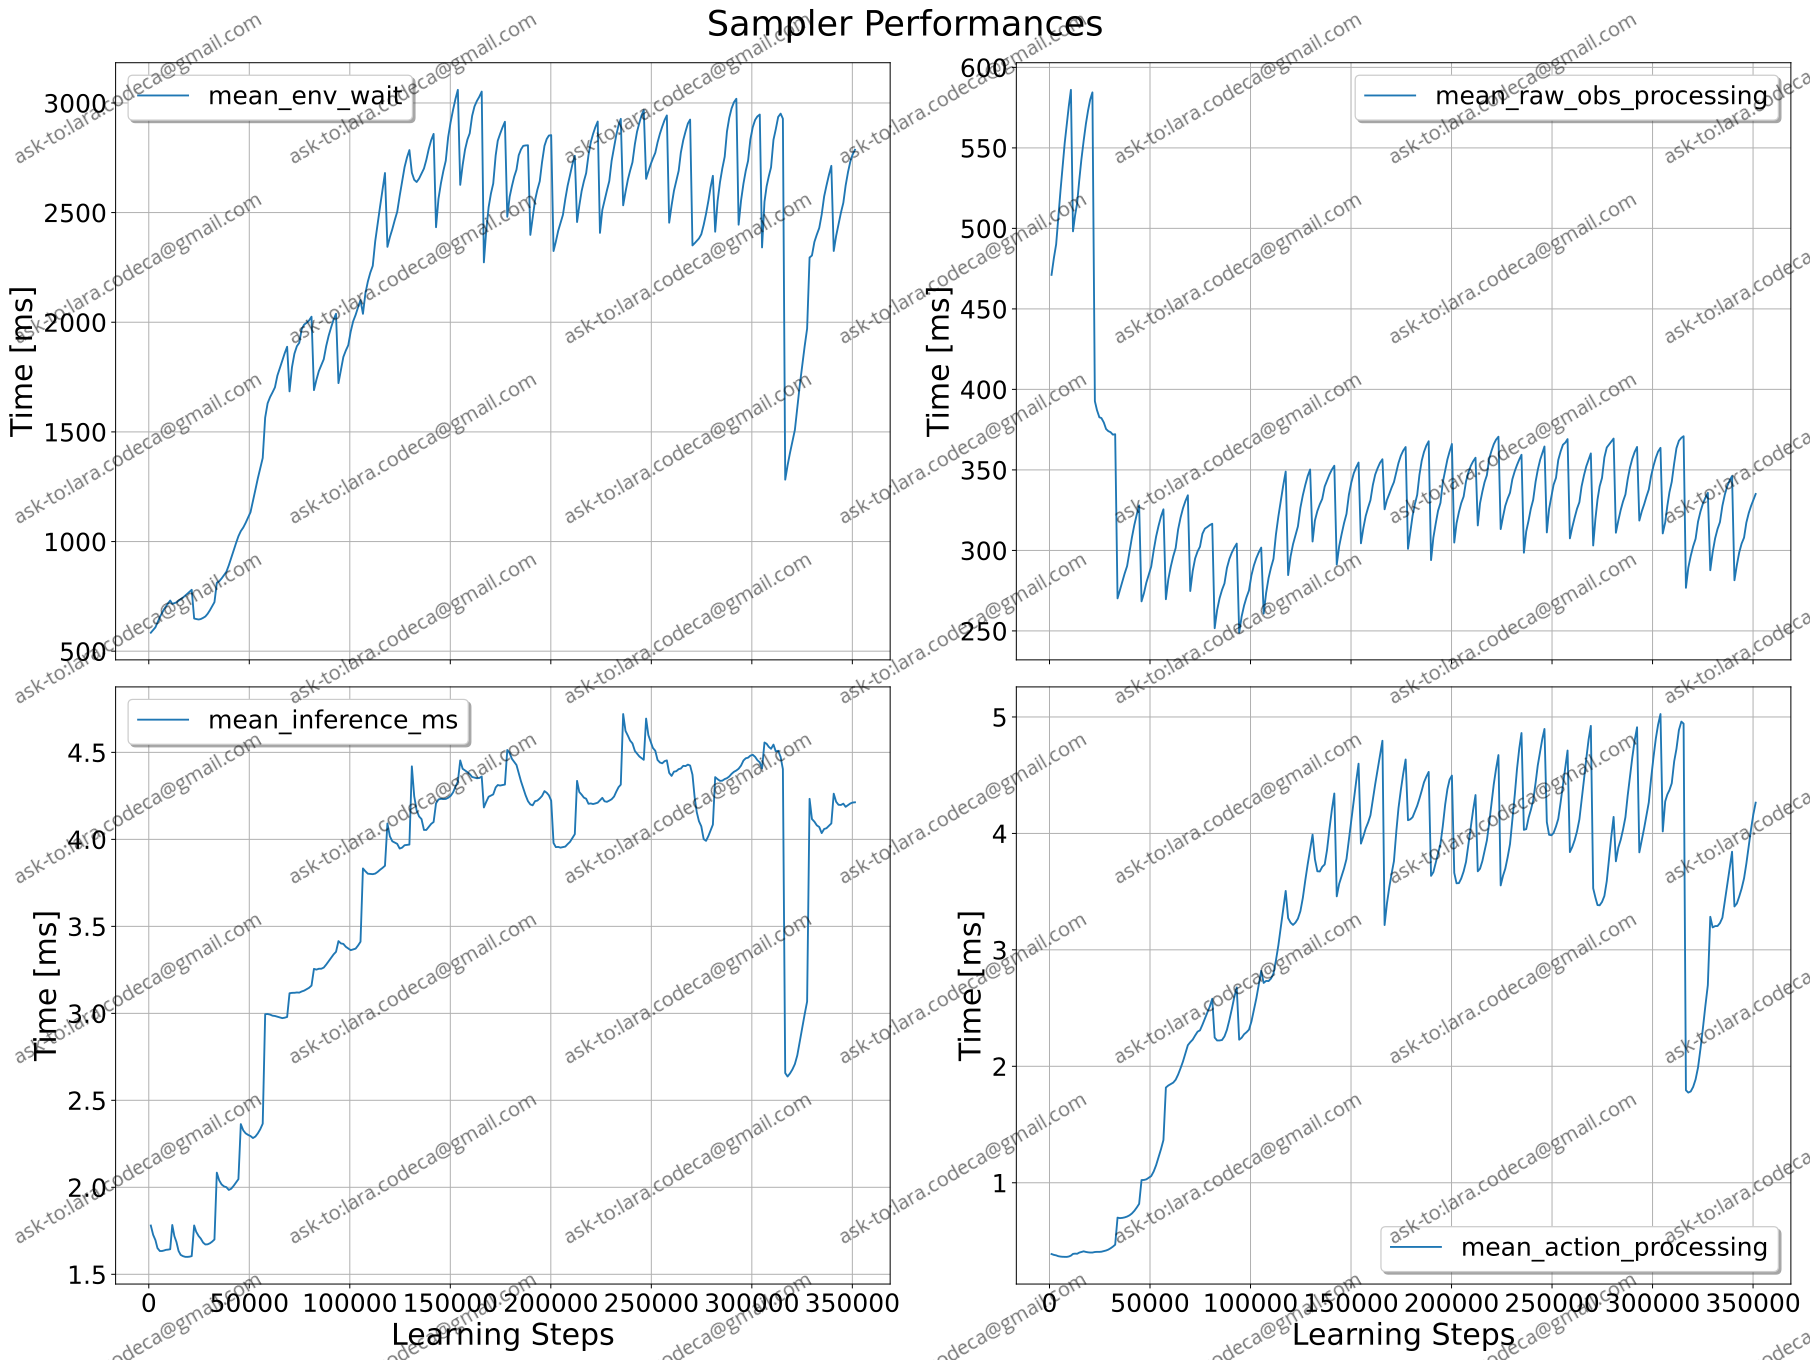 Sampler Performances
mean_env_wait
Time [ms]
3000
2500
2000
1500
1000
500
mean_raw_obs_processing
Time [ms]
600
550
500
450
400
350
300
250
mean_inference_ms
Time [ms]
4.5
4.0
3.5
3.0
2.5
2.0
1.5
0 50000 100000 150000 200000 250000 300000 350000
Learning Steps
mean_action_processing
Time [ms]
5
4
3
2
1
0 50000 100000 150000 200000 250000 300000 350000
Learning Steps
ask-to:lara.codeca@gmail.com